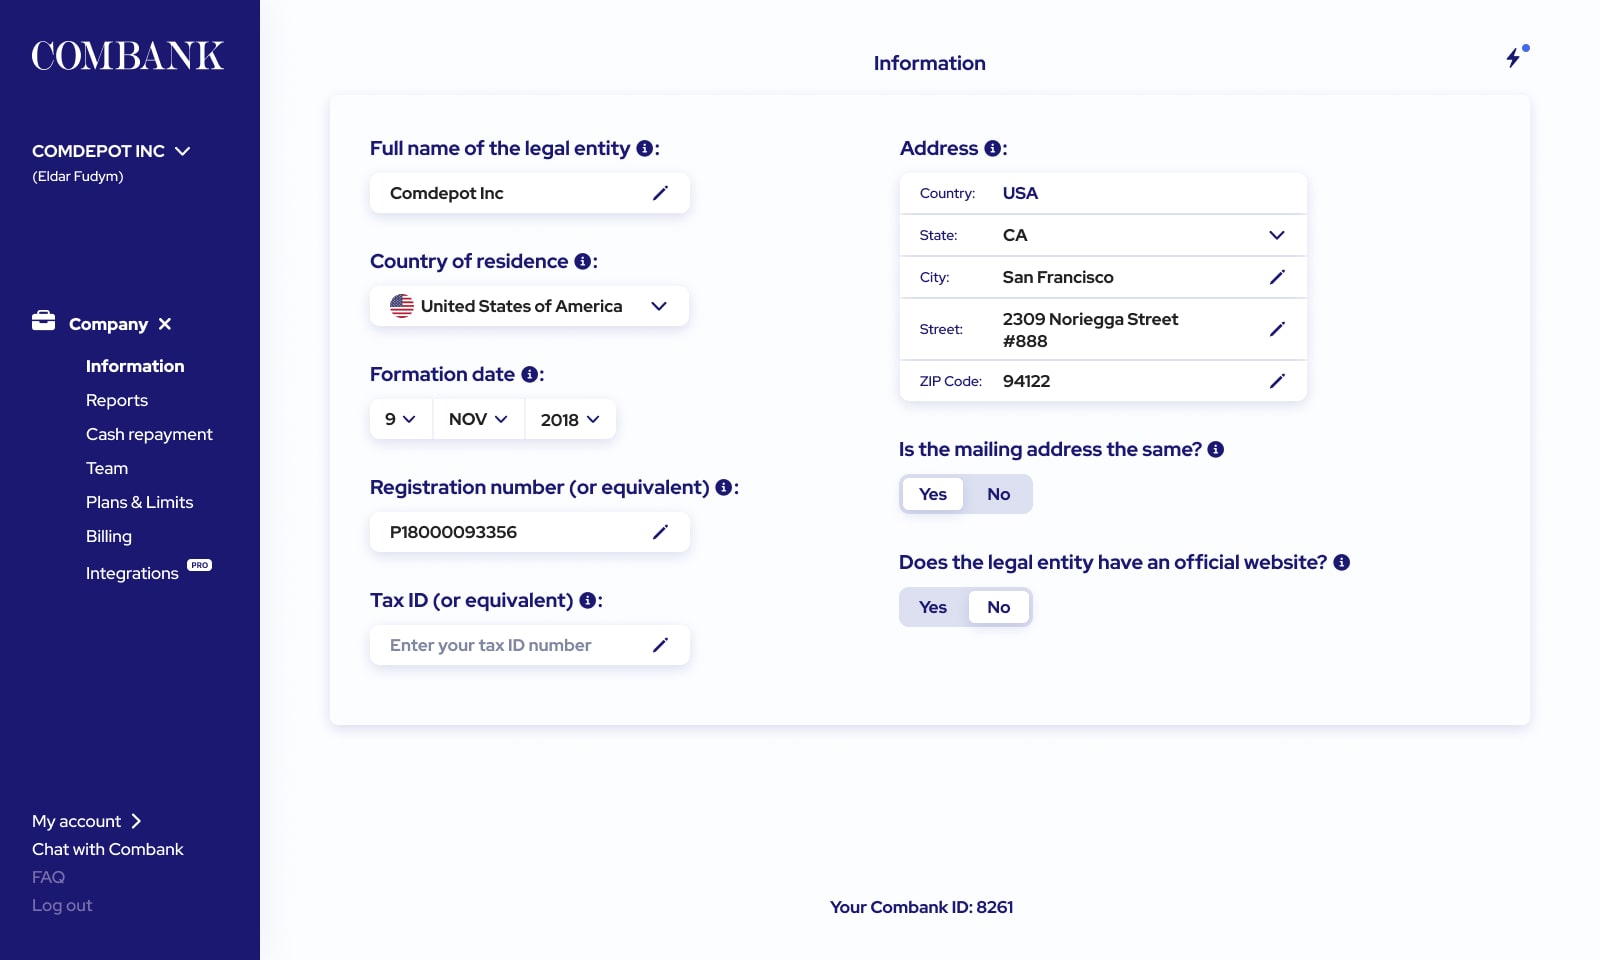 COMBANK
COMDEPOT INC
(Eldar Fudym)
Company
Information
Reports
Cash repayment
Team
Plans & Limits
Billing
Integrations PRO
My account
Chat with Combank
FAQ
Log out
Information
Full name of the legal entity :
Comdepot Inc
Country of residence :
United States of America
Formation date :
9 NOV 2018
Registration number (or equivalent) :
P18000093356
Tax ID (or equivalent) :
Enter your tax ID number
Address :
Country: USA
State: CA
City: San Francisco
Street: 2309 Noriegga Street
#888
ZIP Code: 94122
Is the mailing address the same?
Yes No
Does the legal entity have an official website?
Yes No
Your Combank ID: 8261